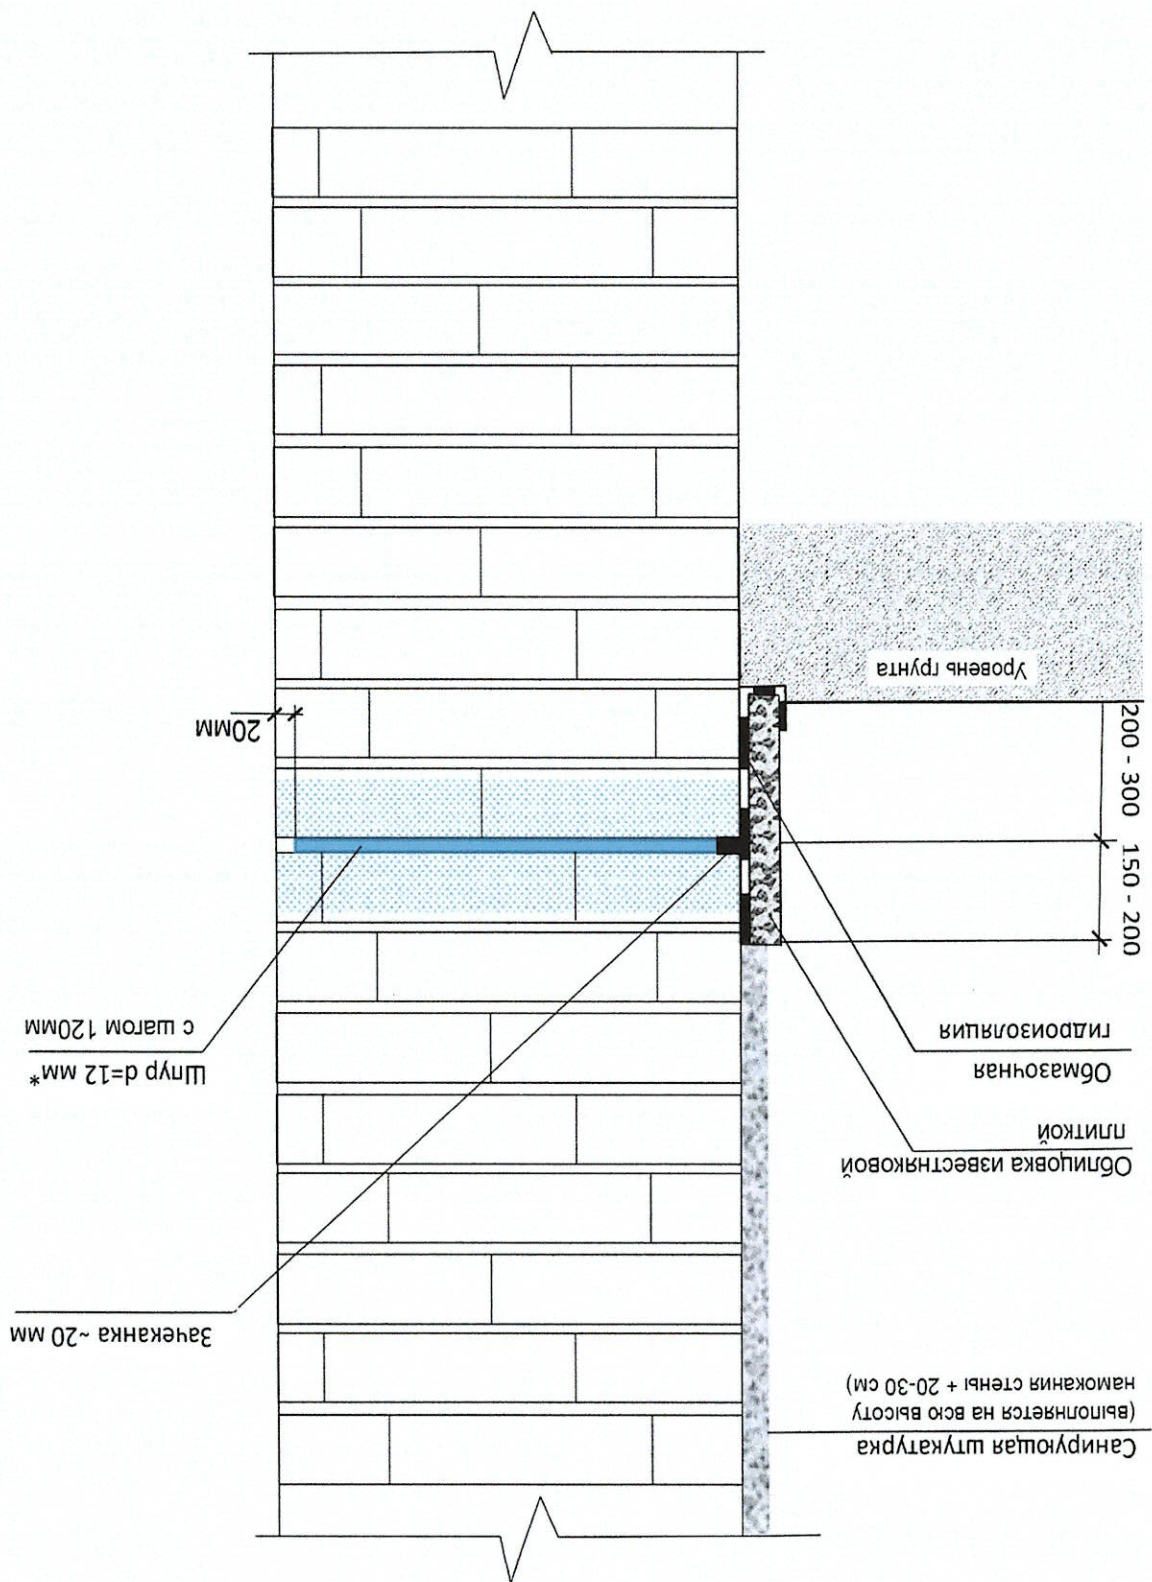 Санирующая штукатурка
(выполняется на всю высоту
намокания стены + 20-30 см)
Зачеканка ~20 мм
Облицовка известняковой
плиткой
Обмазочная
гидроизоляция
Шпур d=12 мм*
с шагом 120мм
150 - 200
200 - 300
20мм
Уровень грунта